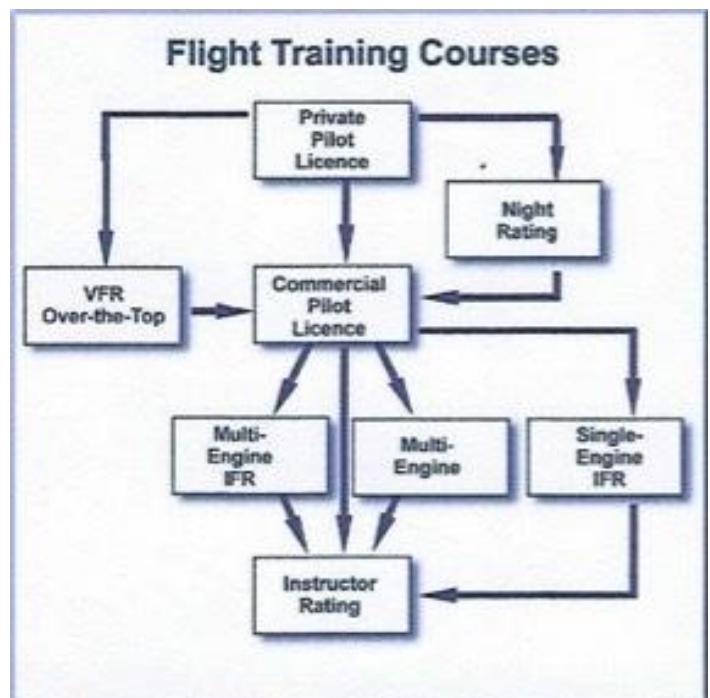 Flight Training Courses
Private
Pilot
Licence
Night
Rating
VFR
Over-the-Top
Commercial
Pilot
Licence
Multi-
Engine
IFR
Multi-
Engine
Single-
Engine
IFR
Instructor
Rating